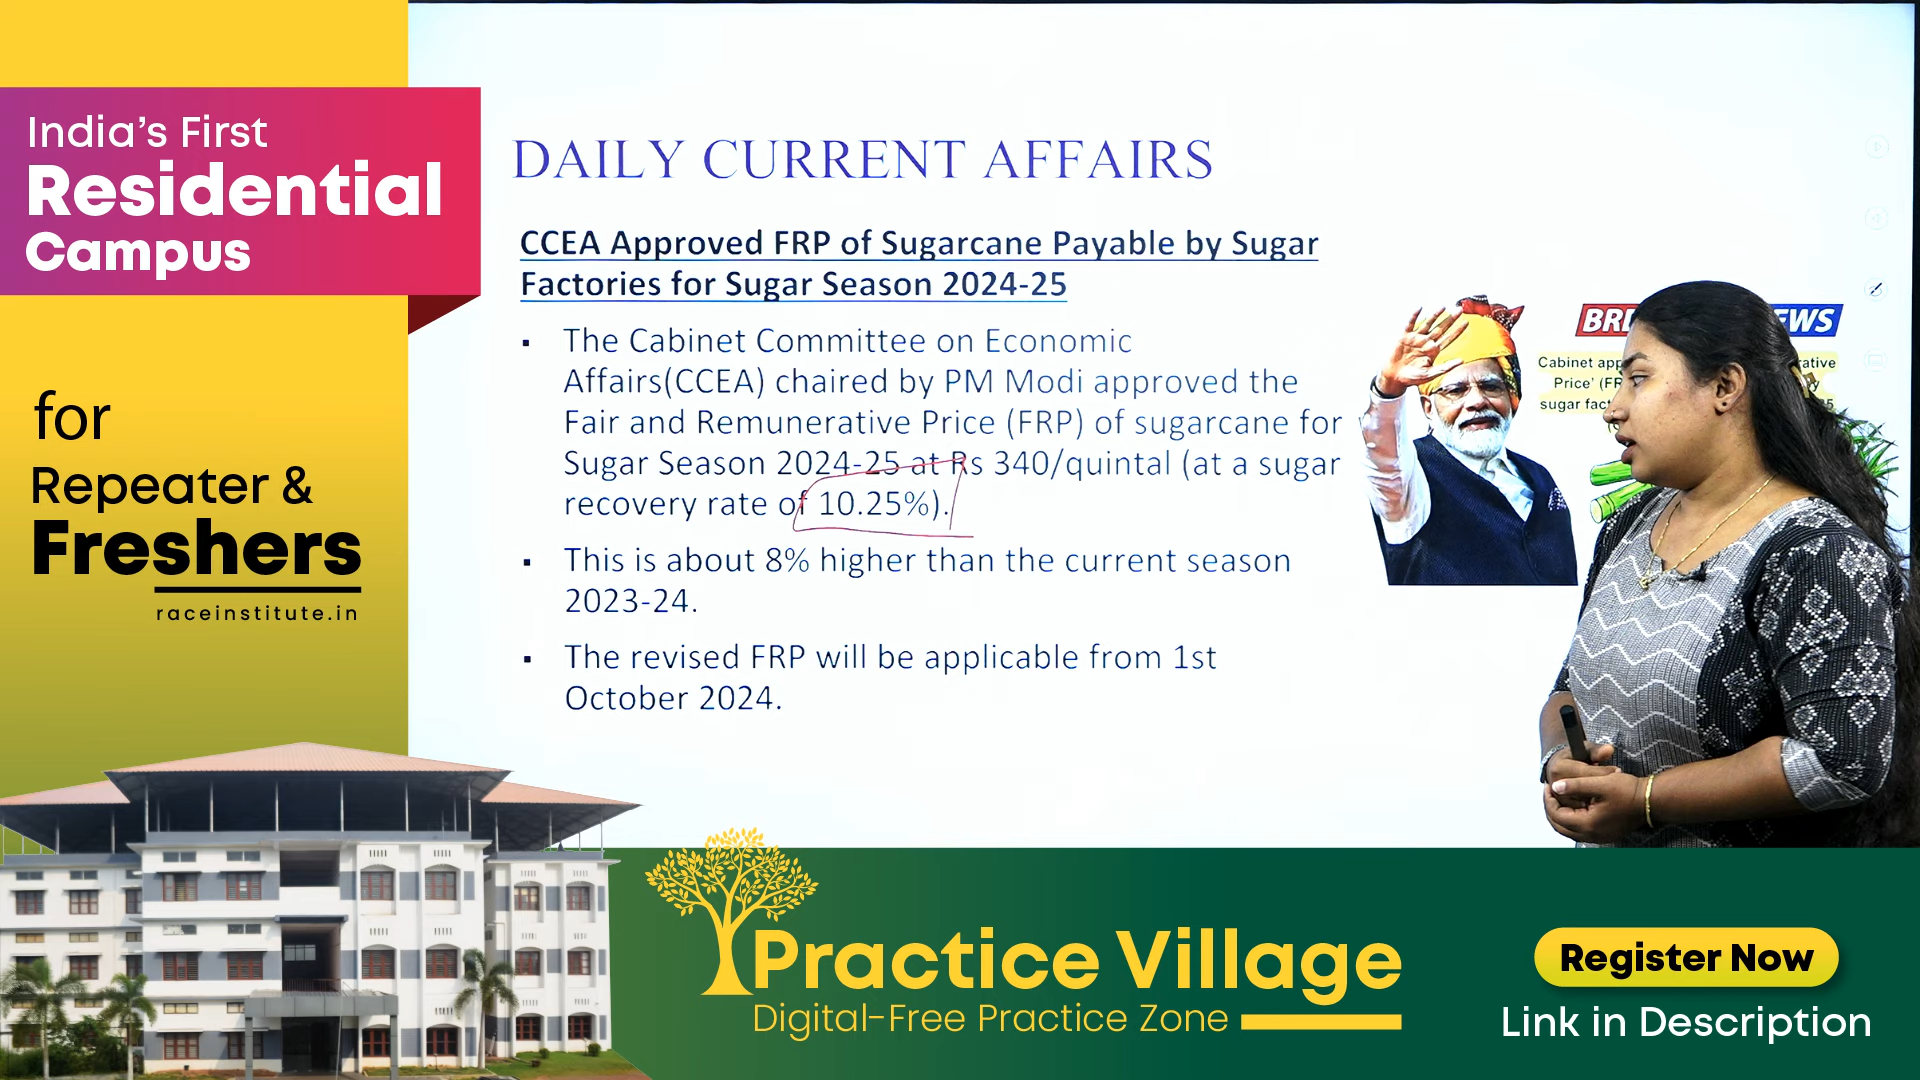 India's First
Residential
Campus
for
Repeater &
Freshers
raceinstitute.in
DAILY CURRENT AFFAIRS
CCEA Approved FRP of Sugarcane Payable by Sugar
Factories for Sugar Season 2024-25
▪ The Cabinet Committee on Economic
Affairs(CCEA) chaired by PM Modi approved the
Fair and Remunerative Price (FRP) of sugarcane for
Sugar Season 2024-25 at Rs 340/quintal (at a sugar
recovery rate of 10.25%).
▪ This is about 8% higher than the current season
2023-24.
▪ The revised FRP will be applicable from 1st
October 2024.
Cabinet
Price' (FR
sugar
Practice Village
Digital-Free Practice Zone
Register Now
Link in Description